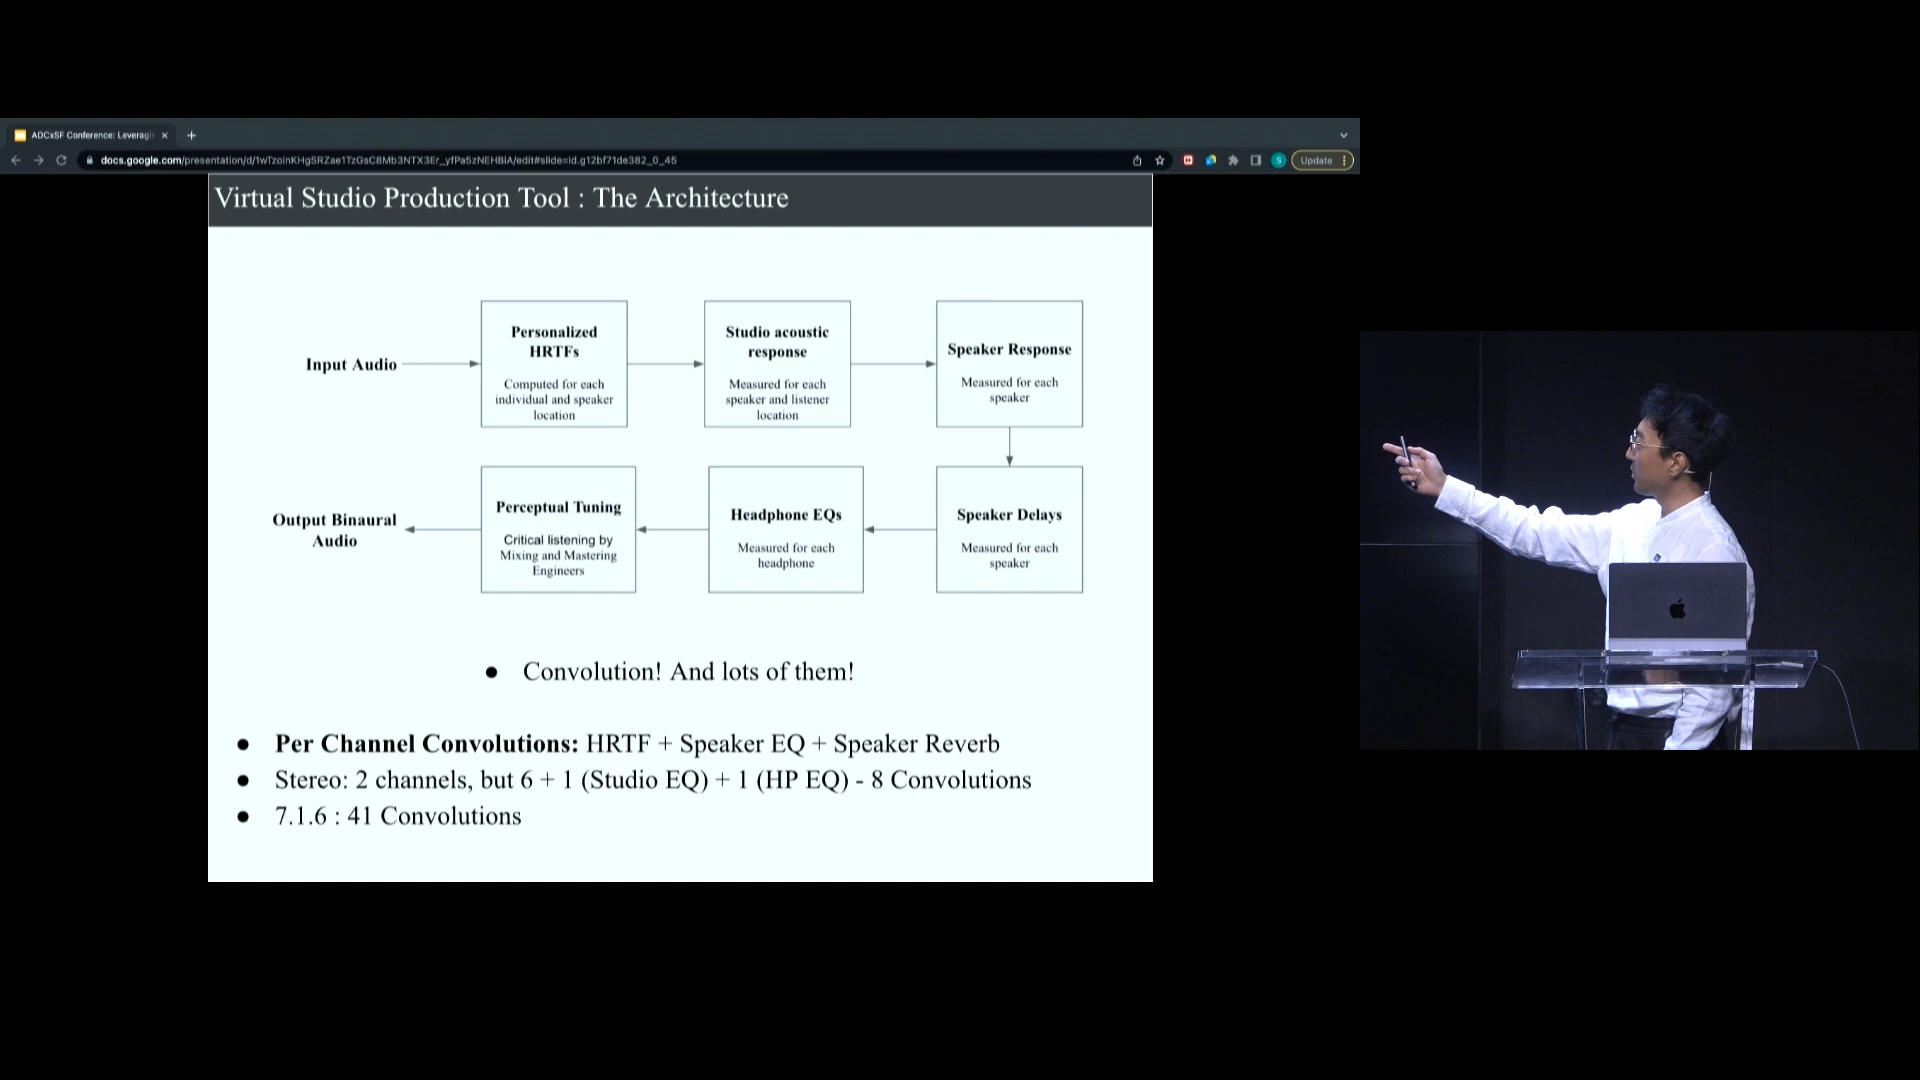 ADCxSF Conference: Leveragi
docs.google.com/presentation/d/1wTzoinKHgSRZae1TzGsC8Mb3NTX3Er_yfPa5zNEHBiA/edit#slide=id.g12bf71de382_0_45
S
Update
Virtual Studio Production Tool : The Architecture
Input Audio
Personalized
HRTFs
Computed for each
individual and speaker
location
Studio acoustic
response
Measured for each
speaker and listener
location
Speaker Response
Measured for each
speaker
Output Binaural
Audio
Perceptual Tuning
Critical listening by
Mixing and Mastering
Engineers
Headphone EQs
Measured for each
headphone
Speaker Delays
Measured for each
speaker
● Convolution! And lots of them!
● Per Channel Convolutions: HRTF + Speaker EQ + Speaker Reverb
● Stereo: 2 channels, but 6 + 1 (Studio EQ) + 1 (HP EQ) - 8 Convolutions
● 7.1.6 : 41 Convolutions